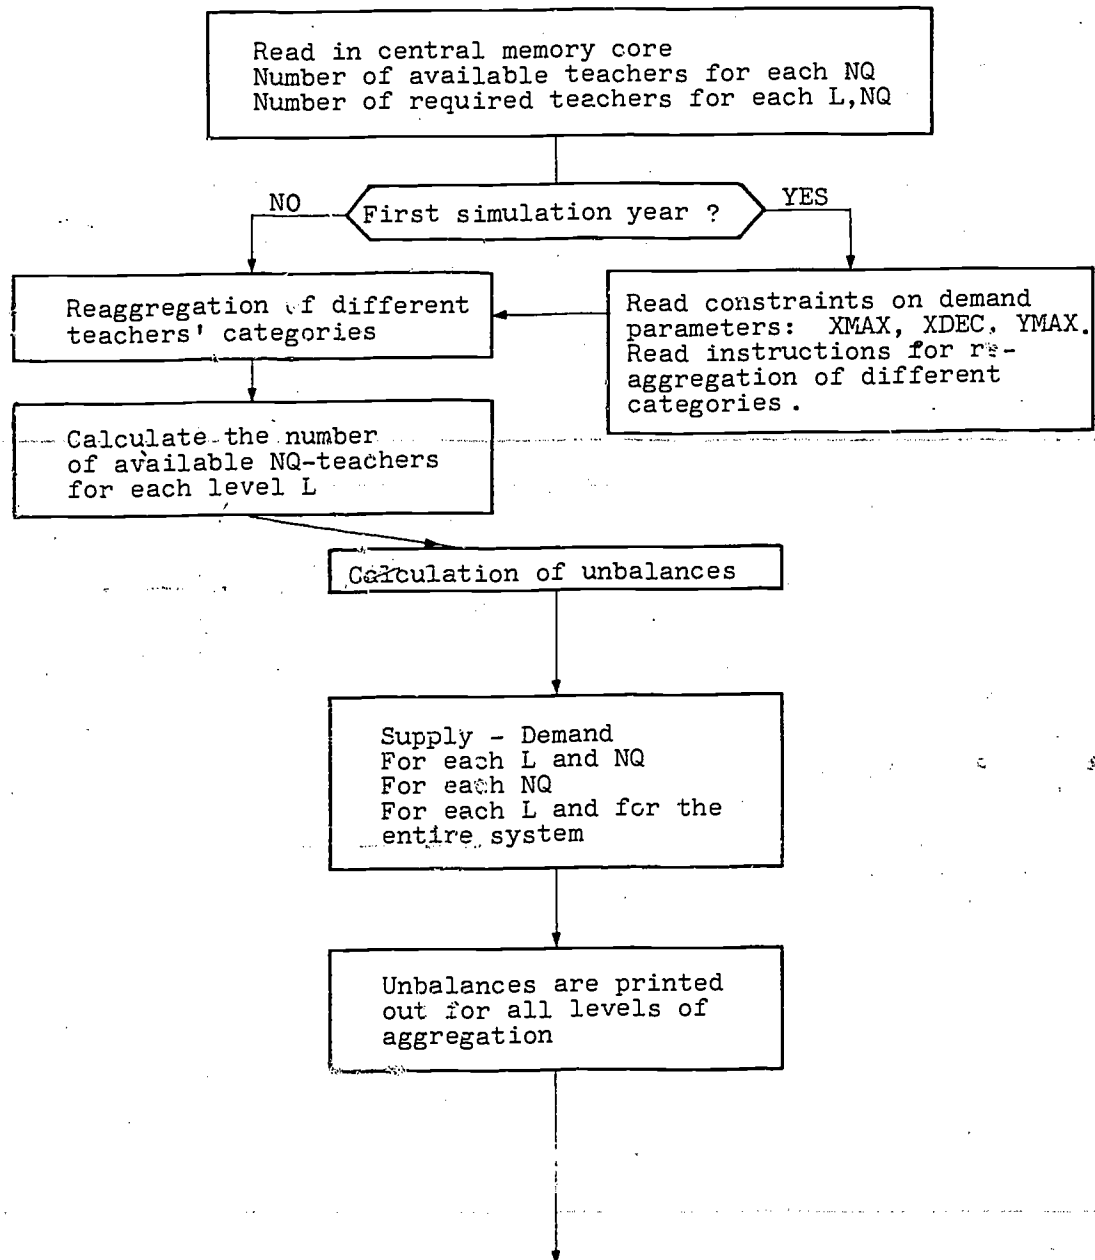 Read in central memory core
Number of available teachers for each NQ
Number of required teachers for each L,NQ
NO
First simulation year ?
YES
Reaggregation of different
teachers' categories
Read constraints on demand
parameters: XMAX, XDEC, YMAX.
Read instructions for re-
aggregation of different
categories.
Calculate the number
of available NQ-teachers
for each level L
Calculation of unbalances
Supply - Demand
For each L and NQ
For each NQ
For each L and for the
entire system
Unbalances are printed
out for all levels of
aggregation